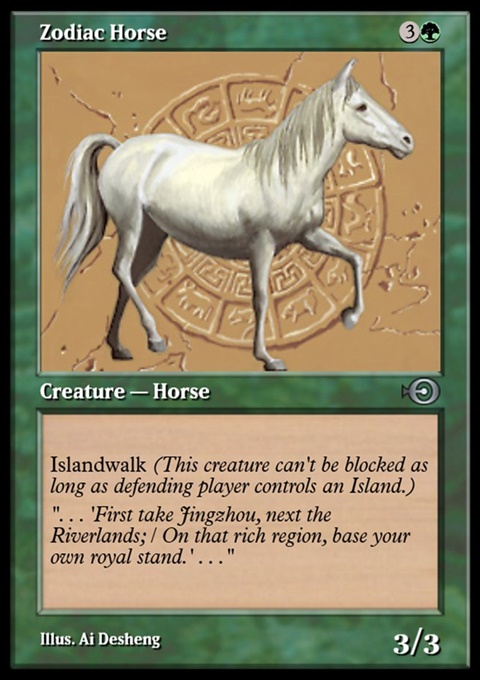 Zodiac Horse
3
Creature — Horse
Islandwalk (This creature can't be blocked as
long as defending player controls an Island.)
". . . 'First take Jingzhou, next the
Riverlands; / On that rich region, base your
own royal stand.' . . ."
Illus. Ai Desheng
3/3